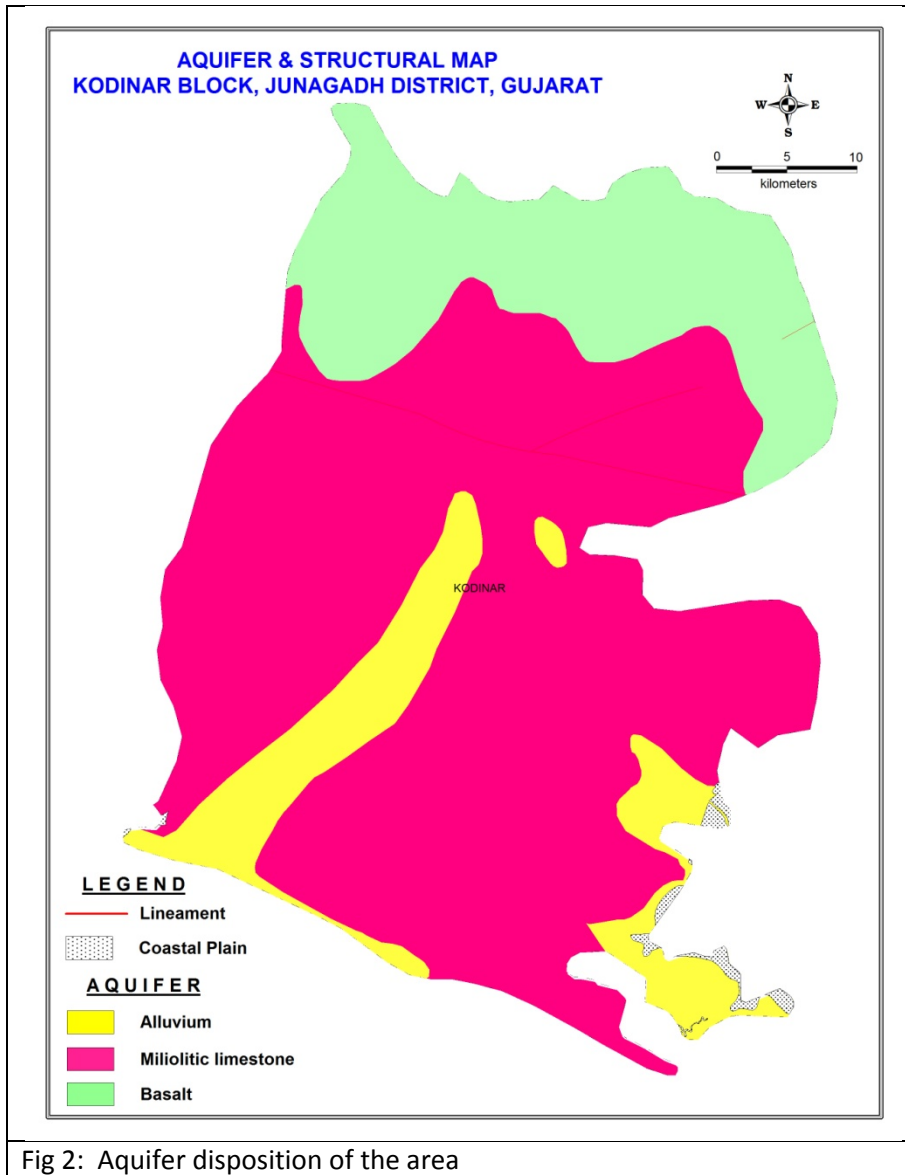 AQUIFER & STRUCTURAL MAP
KODINAR BLOCK, JUNAGADH DISTRICT, GUJARAT
N
W E
S
0 5 10
kilometers
KODINAR
LEGEND
Lineament
Coastal Plain
AQUIFER
Alluvium
Miliolitic limestone
Basalt
Fig 2: Aquifer disposition of the area